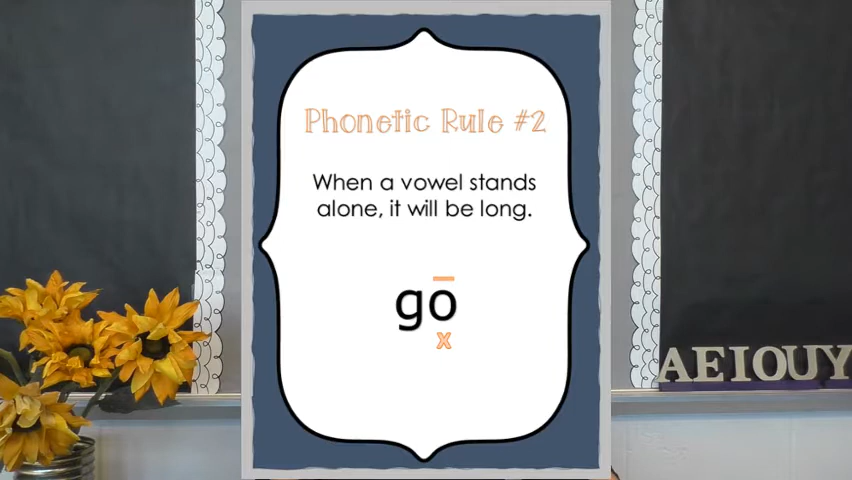 Phonetic Rule #2
When a vowel stands
alone, it will be long.
gō
x
AEIOUY